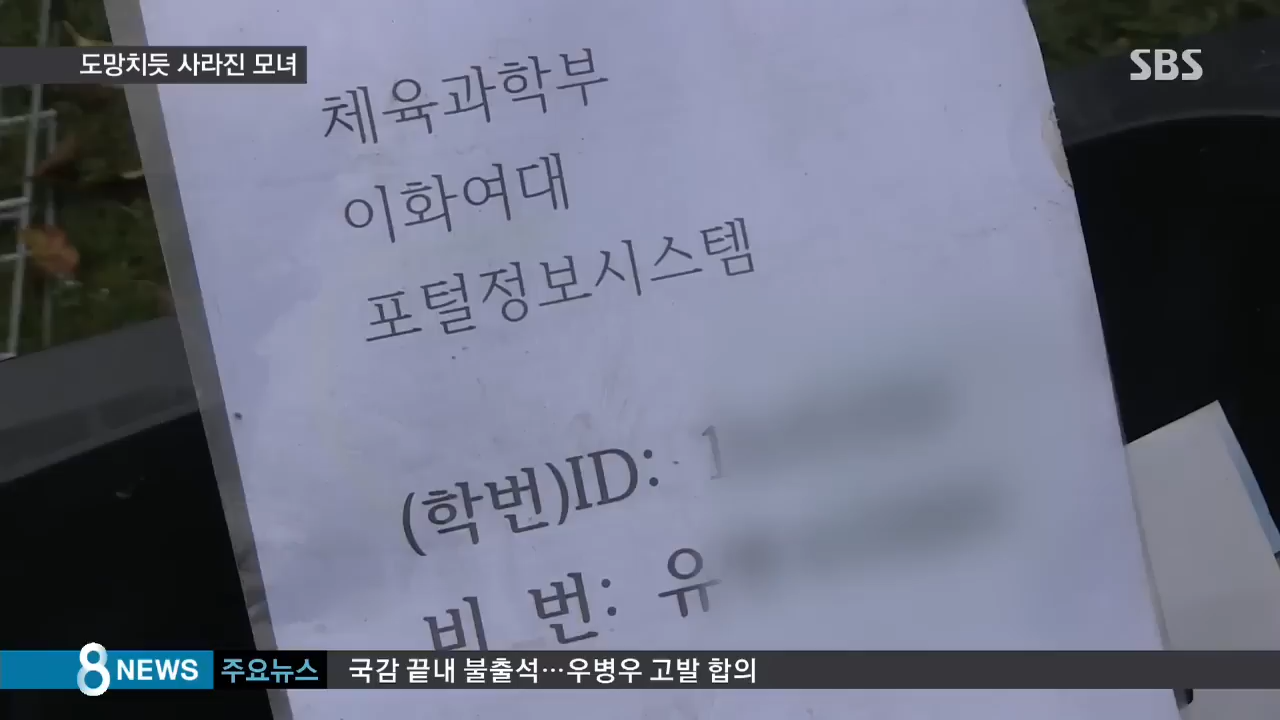 도망치듯 사라진 모녀
SBS
체육과학부
이화여대
포털정보시스템
(학번)ID: 1
비 번: 유
8 NEWS 주요뉴스 국감 끝내 불출석…우병우 고발 합의